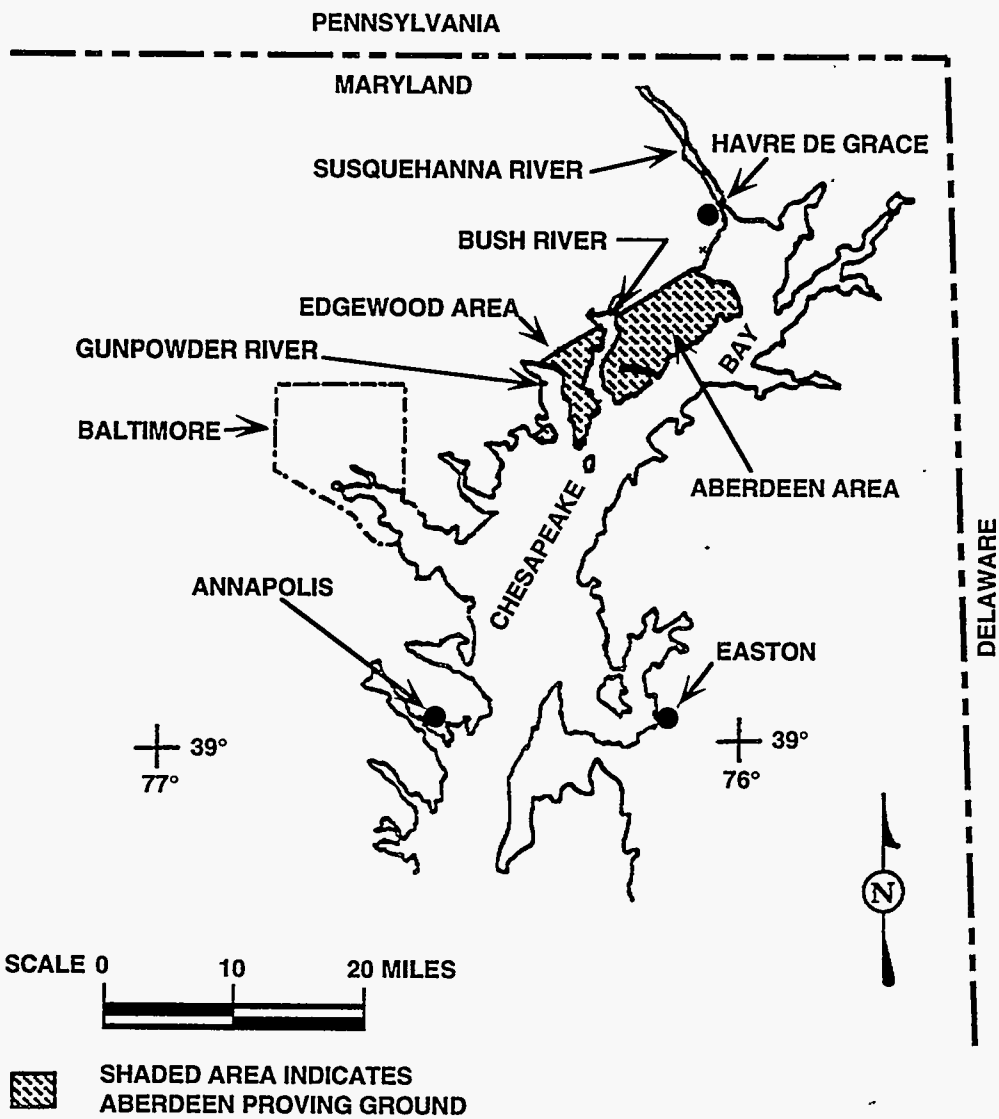 PENNSYLVANIA
MARYLAND
HAVRE DE GRACE
SUSQUEHANNA RIVER
BUSH RIVER
EDGEWOOD AREA
GUNPOWDER RIVER
BAY
BALTIMORE
ABERDEEN AREA
CHESAPEAKE
DELAWARE
ANNAPOLIS
EASTON
39°
77°
39°
76°
N
SCALE 0 10 20 MILES
SHADED AREA INDICATES
ABERDEEN PROVING GROUND